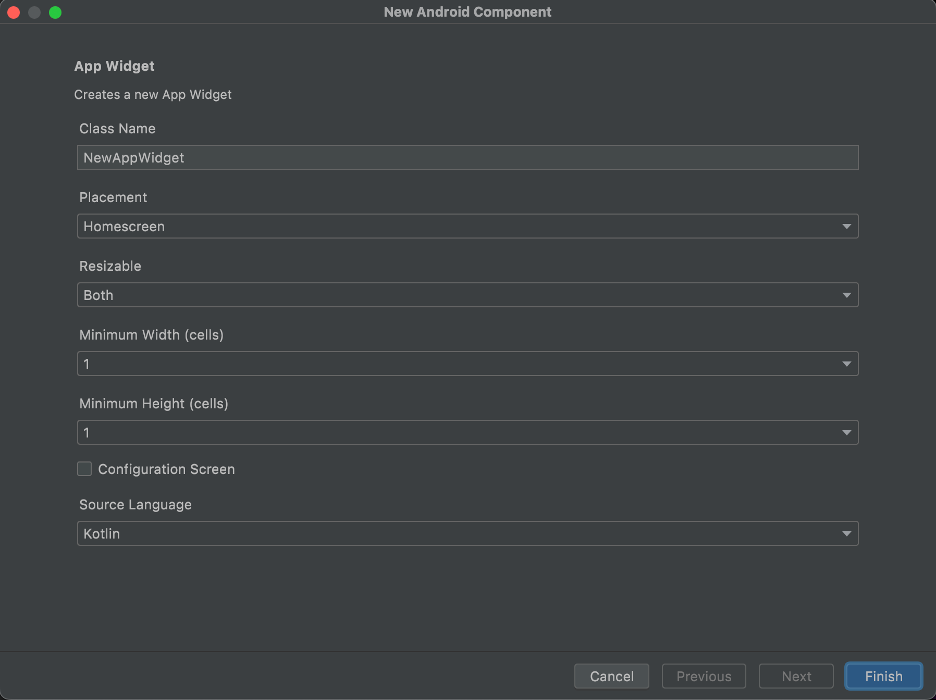 New Android Component
App Widget
Creates a new App Widget
Class Name
NewAppWidget
Placement
Homescreen
Resizable
Both
Minimum Width (cells)
1
Minimum Height (cells)
1
Configuration Screen
Source Language
Kotlin
Cancel Previous Next Finish